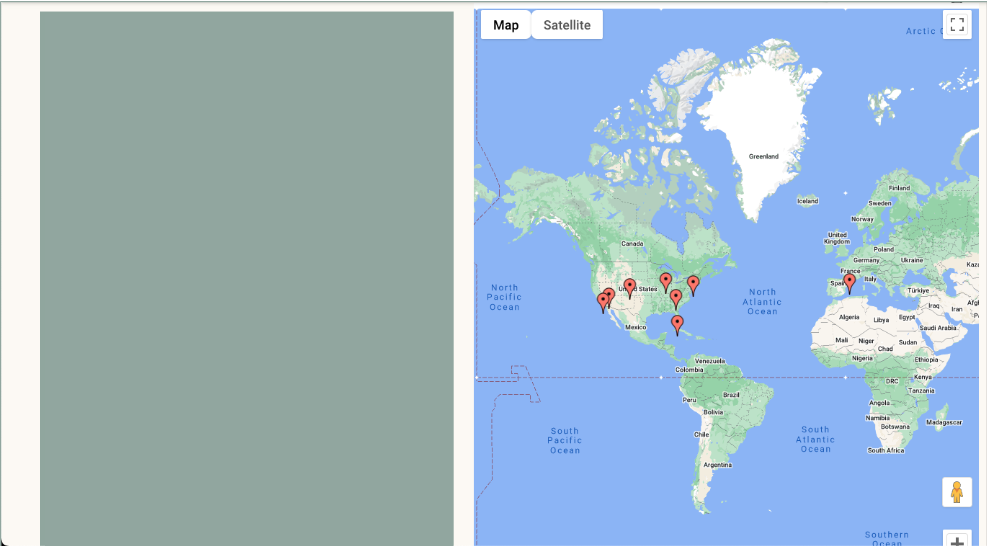 Map
Satellite
Arctic
Greenland
Iceland
Finland
Sweden
Norway
United
Kingdom
Poland
Germany
Ukraine
France
Italy
Spain
Türkiye
Iraq
Iran
Canada
United States
Mexico
North
Pacific
Ocean
North
Atlantic
Ocean
Algeria
Libya
Egypt
Saudi Arabia
Mali
Niger
Chad
Sudan
Nigeria
Ethiopia
Venezuela
Colombia
Kenya
DRC
Tanzania
Peru
Brazil
Bolivia
Angola
Namibia
Botswana
Madagascar
Chile
South Africa
Argentina
South
Pacific
Ocean
South
Atlantic
Ocean
Southern
Ocean